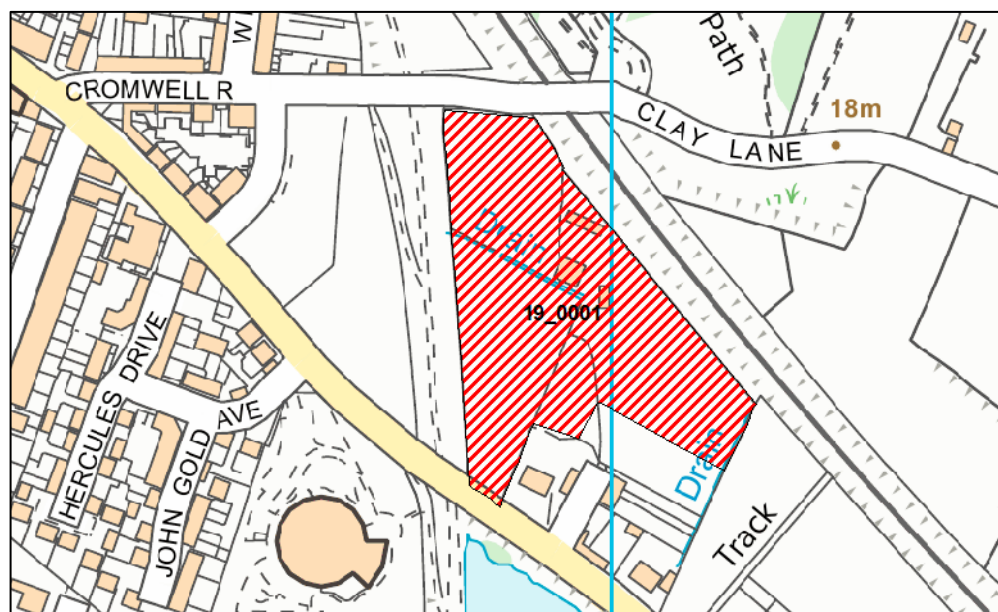 W
Path
CROMWELL R
18m
CLAY LANE
Drain
19_0001
HERCULES DRIVE
JOHN GOLD AVE
Drain
Track